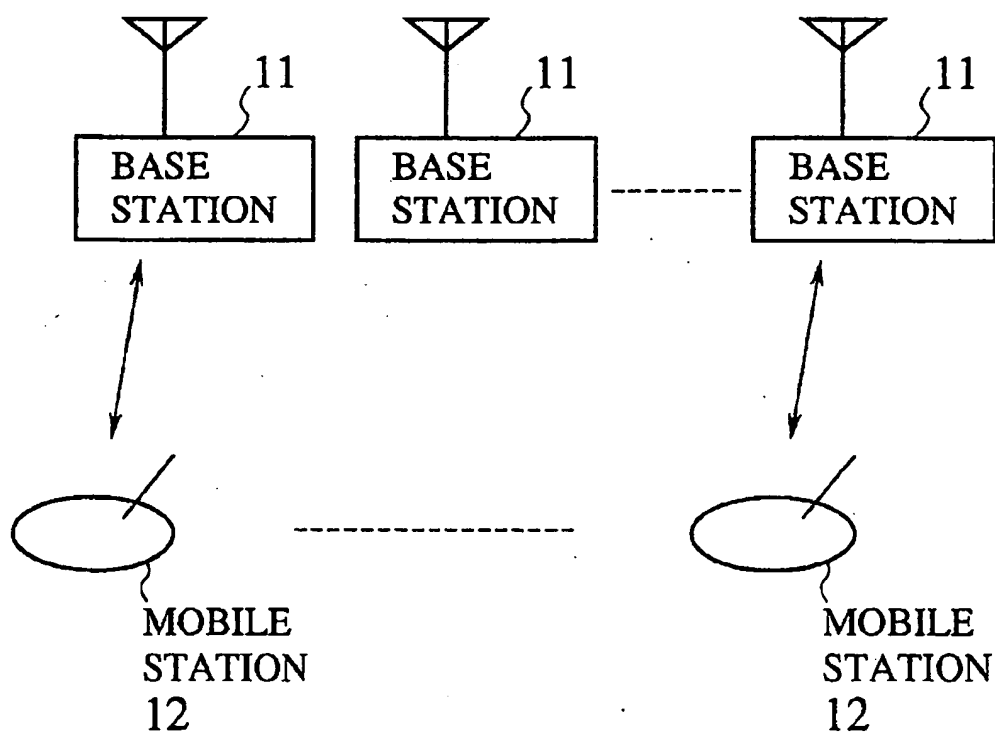 11
11
11
BASE
STATION
BASE
STATION
BASE
STATION
MOBILE
STATION
12
MOBILE
STATION
12